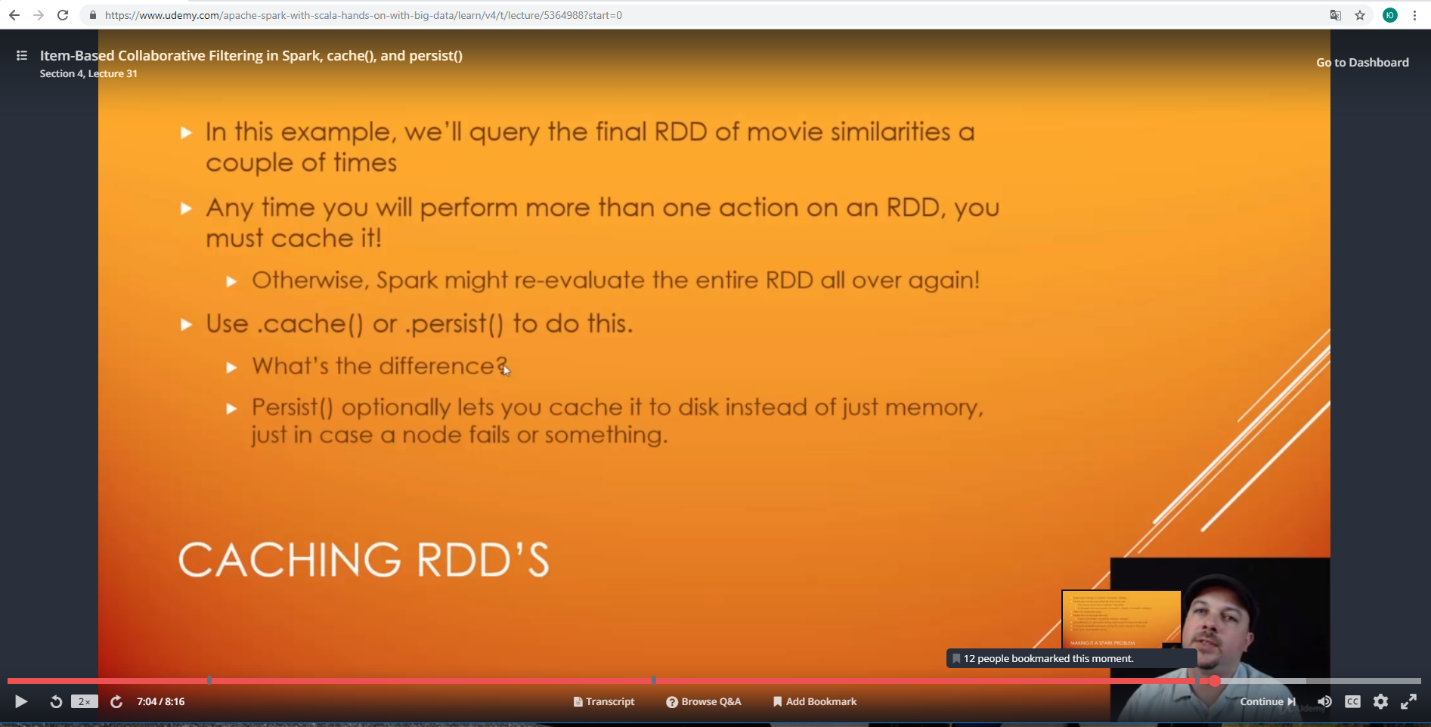 https://www.udemy.com/apache-spark-with-scala-hands-on-with-big-data/learn/v4/t/lecture/5364988?start=0
Item-Based Collaborative Filtering in Spark, cache(), and persist()
Section 4, Lecture 31
Go to Dashboard
In this example, we'll query the final RDD of movie similarities a
couple of times
Any time you will perform more than one action on an RDD, you
must cache it!
Otherwise, Spark might re-evaluate the entire RDD all over again!
Use .cache() or .persist() to do this.
What's the difference?
Persist() optionally lets you cache it to disk instead of just memory,
just in case a node fails or something.
CACHING RDD'S
12 people bookmarked this moment.
2x
7:04 / 8:16
Transcript
Browse Q&A
Add Bookmark
Continue
CC